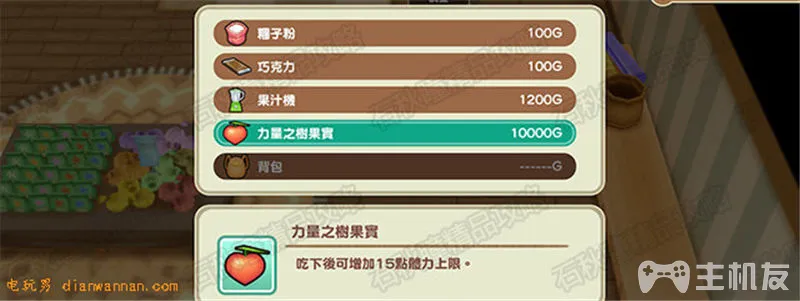 糰子粉 100G
巧克力 100G
果汁機 1200G
力量之樹果實 10000G
背包 ------G
力量之樹果實
吃下後可增加15點體力上限。
电玩男 dianwannan.com
主机友